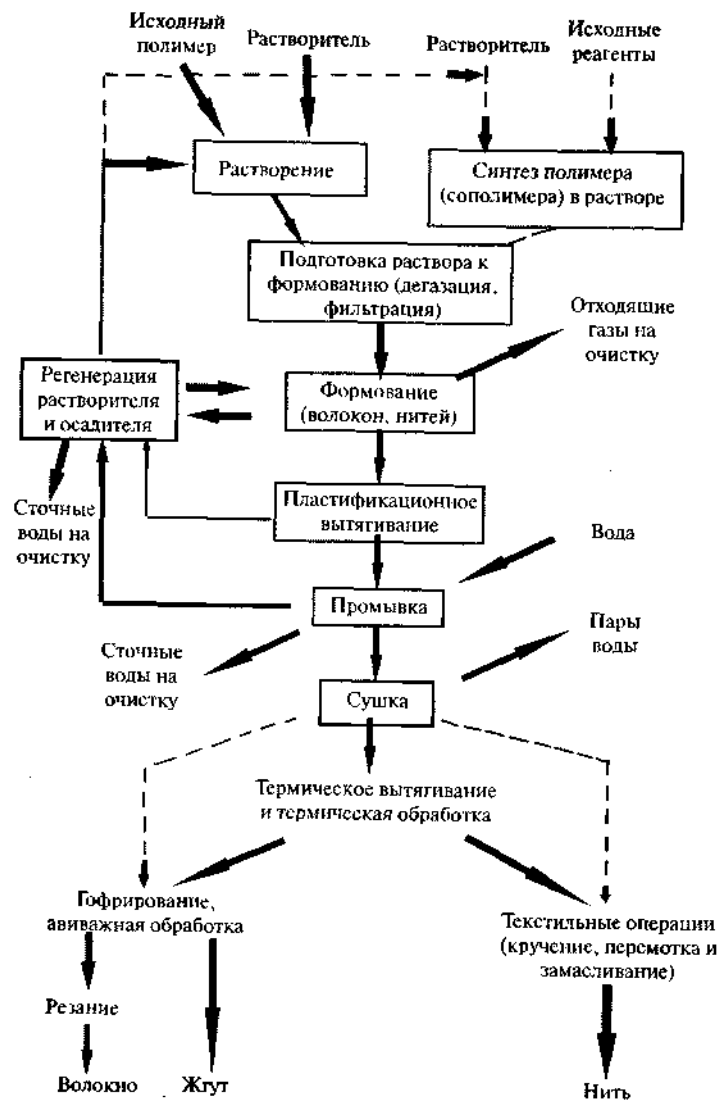 Исходный
полимер
Растворитель
Растворитель
Исходные
реагенты
Растворение
Синтез полимера
(сополимера) в растворе
Подготовка раствора к
формованию (дегазация,
фильтрация)
Отходящие
газы на
очистку
Регенерация
растворителя
и осадителя
Формование
(волокон, нитей)
Сточные
воды на
очистку
Пластификационное
вытягивание
Вода
Промывка
Сточные
воды на
очистку
Пары
воды
Сушка
Термическое вытягивание
и термическая обработка
Гофрирование,
авиважная обработка
Текстильные операции
(кручение, перемотка и
замасливание)
Резание
Волокно
Жгут
Нить